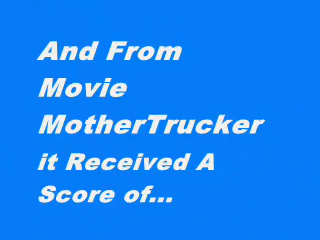 And From
Movie
MotherTrucker
it Received A
Score of...